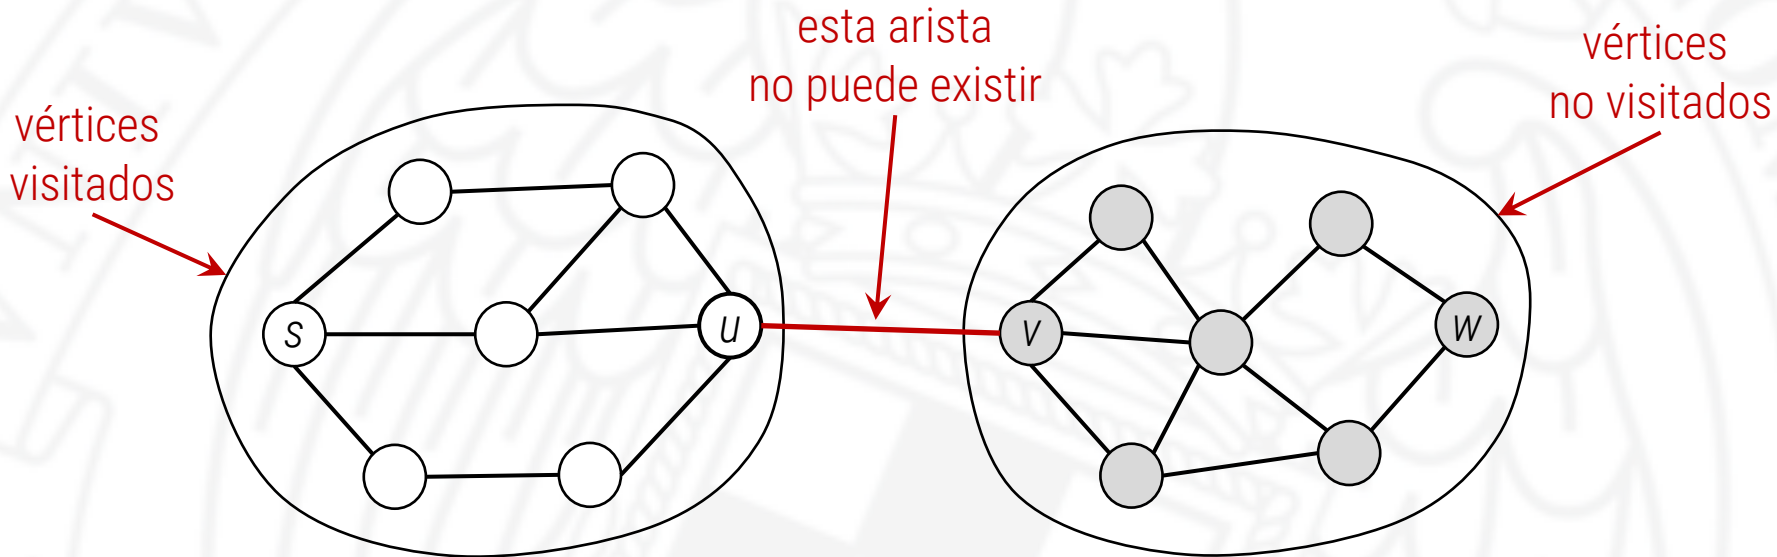 esta arista
no puede existir
vértices
no visitados
vértices
visitados
s
u
v
w